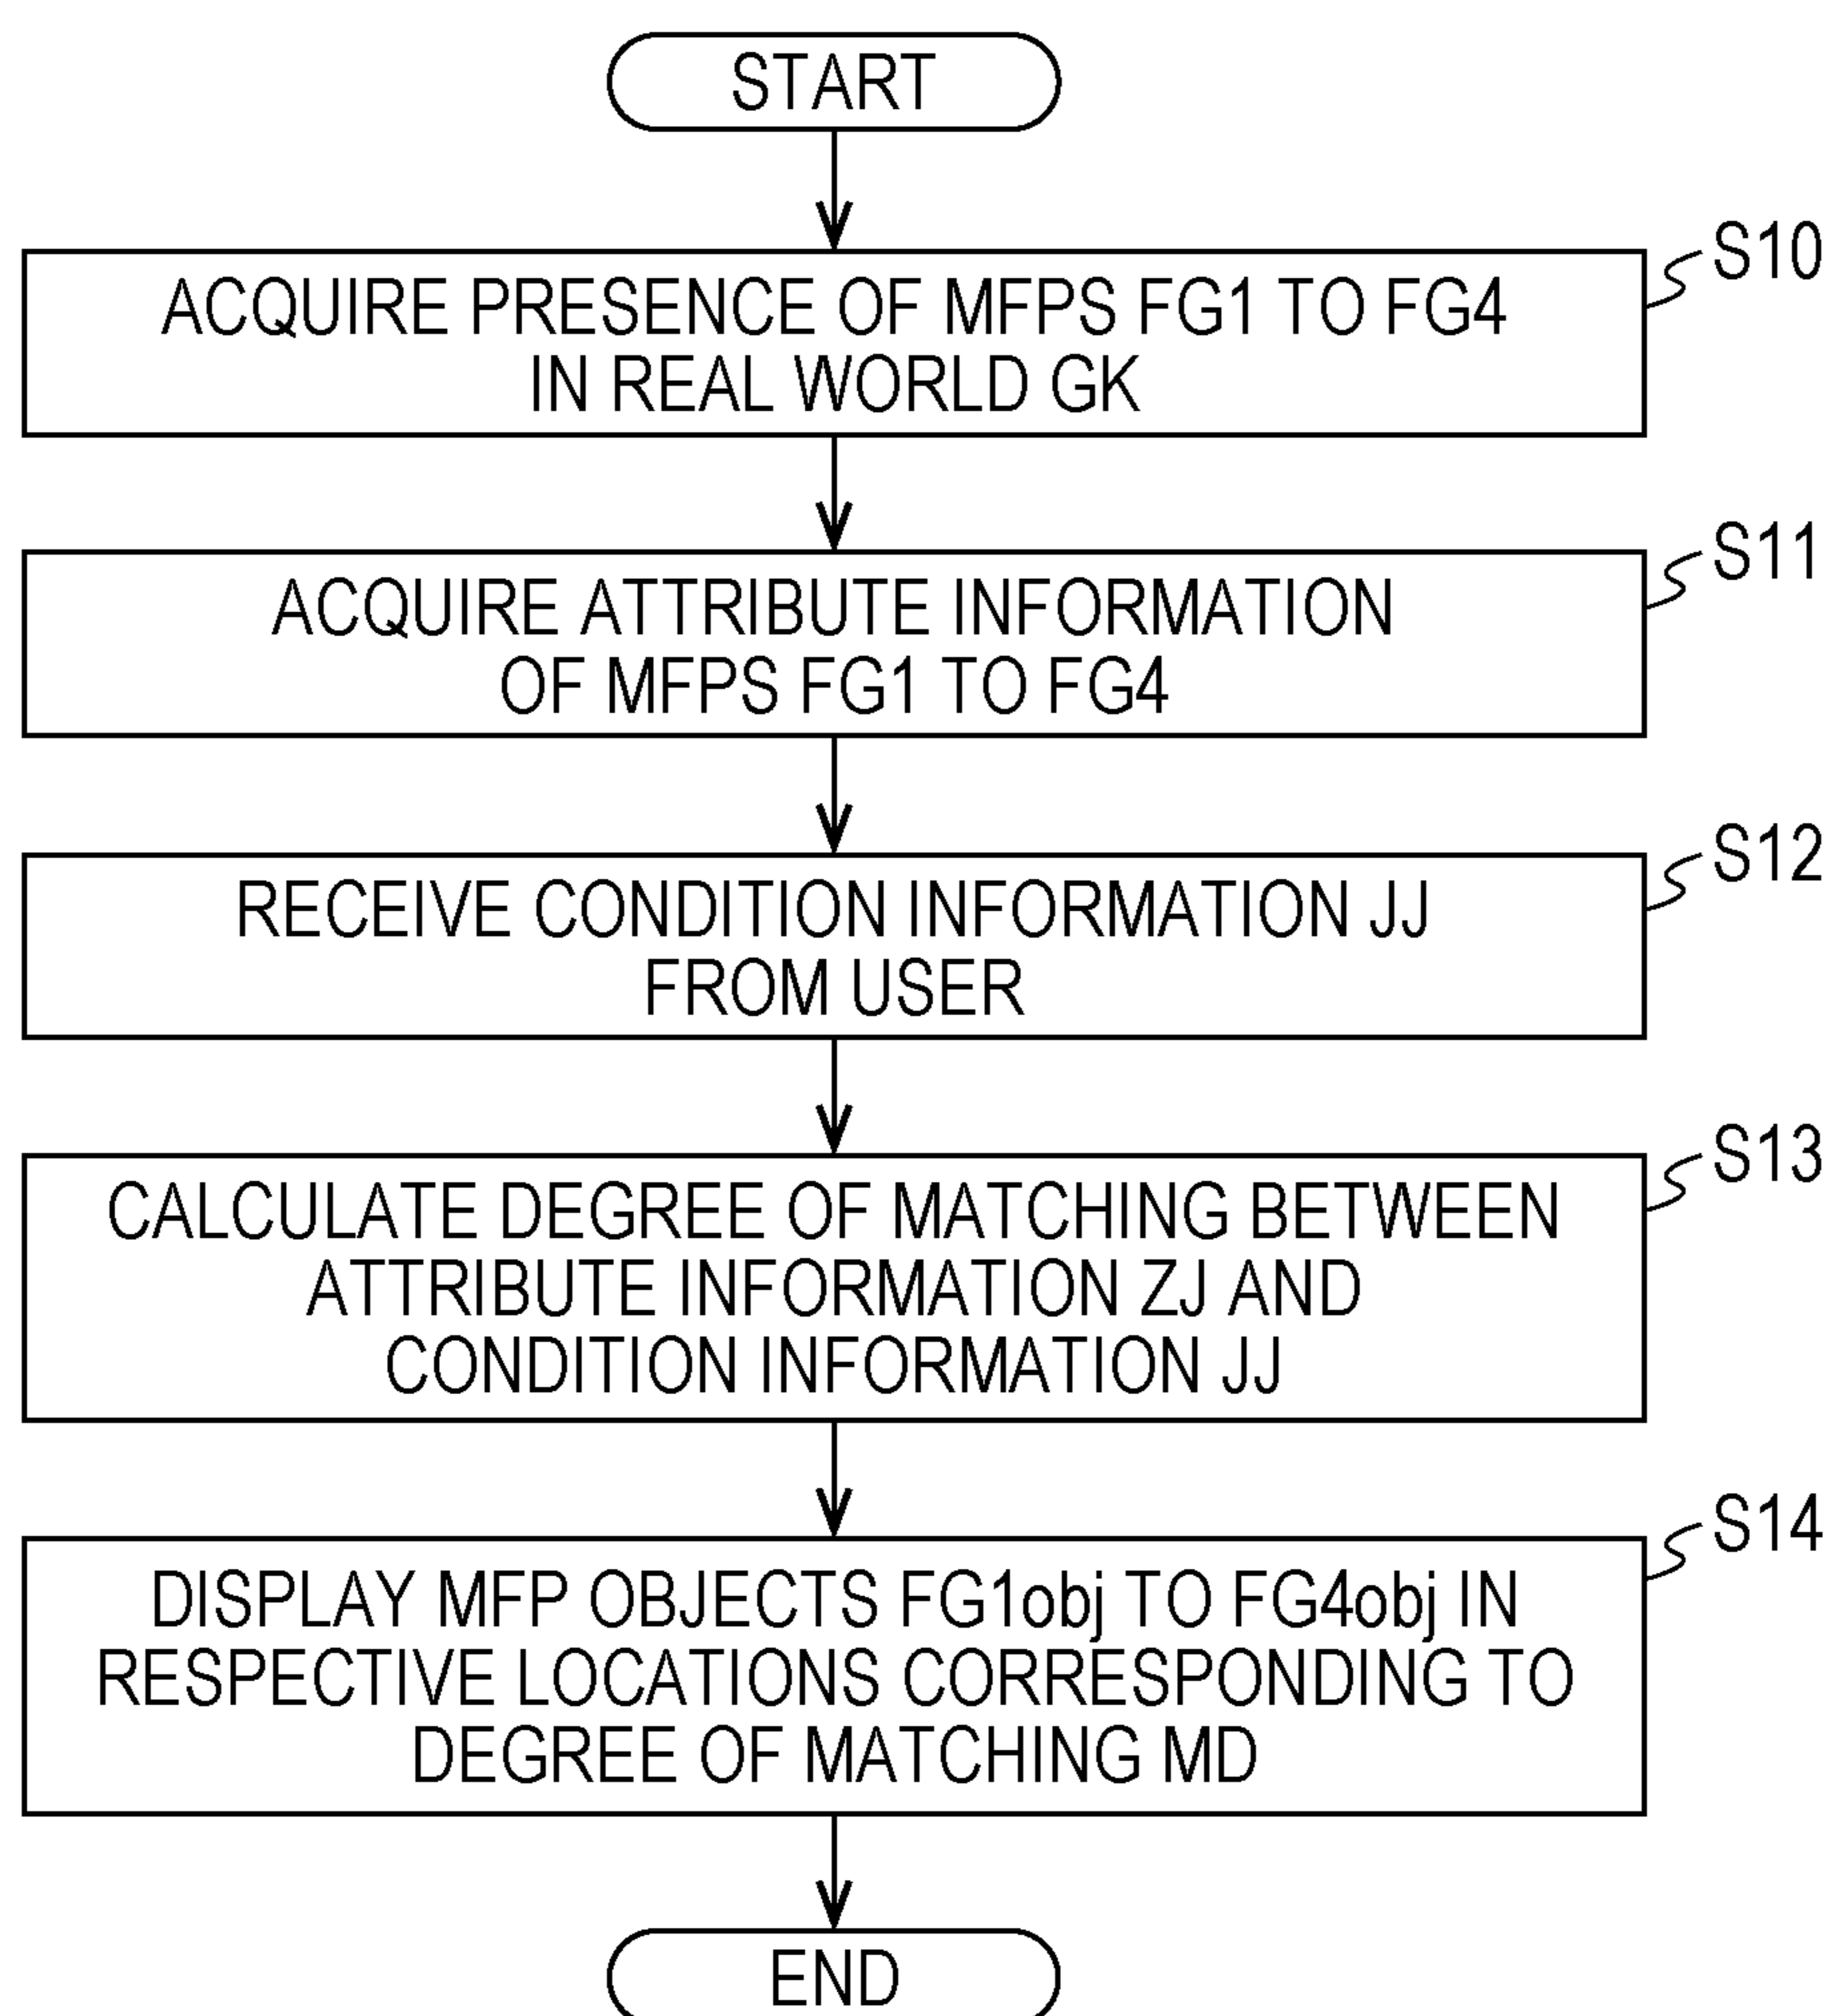 START
S10
ACQUIRE PRESENCE OF MFPS FG1 TO FG4
IN REAL WORLD GK
S11
ACQUIRE ATTRIBUTE INFORMATION
OF MFPS FG1 TO FG4
S12
RECEIVE CONDITION INFORMATION JJ
FROM USER
S13
CALCULATE DEGREE OF MATCHING BETWEEN
ATTRIBUTE INFORMATION ZJ AND
CONDITION INFORMATION JJ
S14
DISPLAY MFP OBJECTS FG1obj TO FG4obj IN
RESPECTIVE LOCATIONS CORRESPONDING TO
DEGREE OF MATCHING MD
END